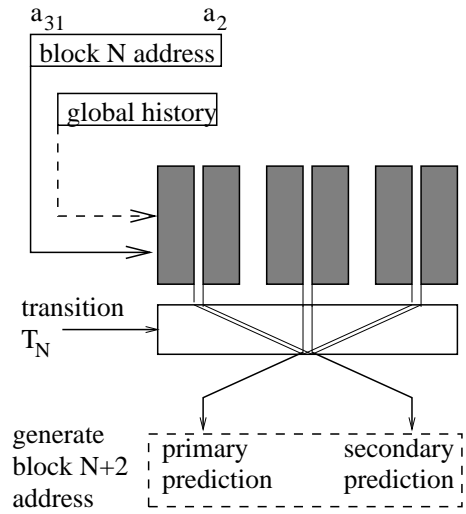 a31 a2
block N address
global history
transition
TN
generate
block N+2
address
primary
prediction
secondary
prediction